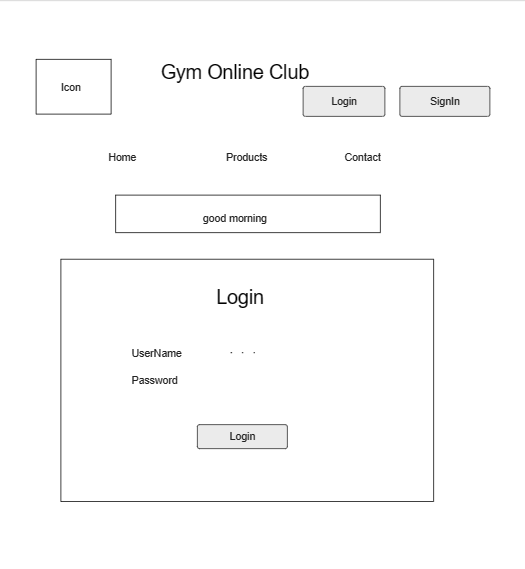 Gym Online Club
Icon
Login
SignIn
Home
Products
Contact
good morning
Login
UserName
. . .
Password
Login